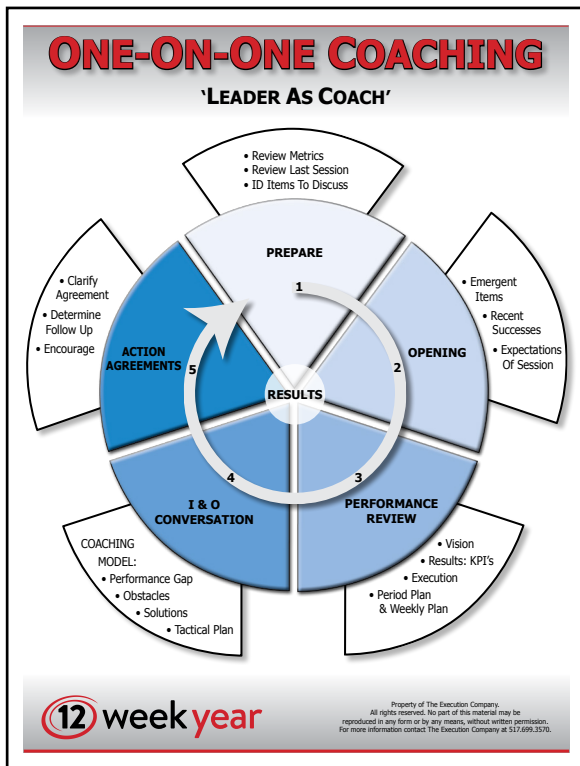 ONE-ON-ONE COACHING
‘LEADER AS COACH’
• Review Metrics
• Review Last Session
• ID Items To Discuss
PREPARE
1
• Emergent
Items
• Recent
Successes
• Expectations
Of Session
OPENING
2
• Clarify
Agreement
• Determine
Follow Up
• Encourage
ACTION
AGREEMENTS
5
RESULTS
3
PERFORMANCE
REVIEW
• Vision
• Results: KPI’s
• Execution
• Period Plan
& Weekly Plan
4
I & O
CONVERSATION
COACHING
MODEL:
• Performance Gap
• Obstacles
• Solutions
• Tactical Plan
12 week year
Property of The Execution Company.
All rights reserved. No part of this material may be
reproduced in any form or by any means, without written permission.
For more information contact The Execution Company at 517.699.3570.